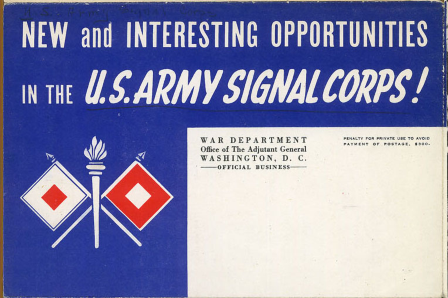 NEW and INTERESTING OPPORTUNITIES
IN THE U.S. ARMY SIGNAL CORPS!
WAR DEPARTMENT
Office of The Adjutant General
WASHINGTON, D. C.
OFFICIAL BUSINESS
PENALTY FOR PRIVATE USE TO AVOID
PAYMENT OF POSTAGE, $300.